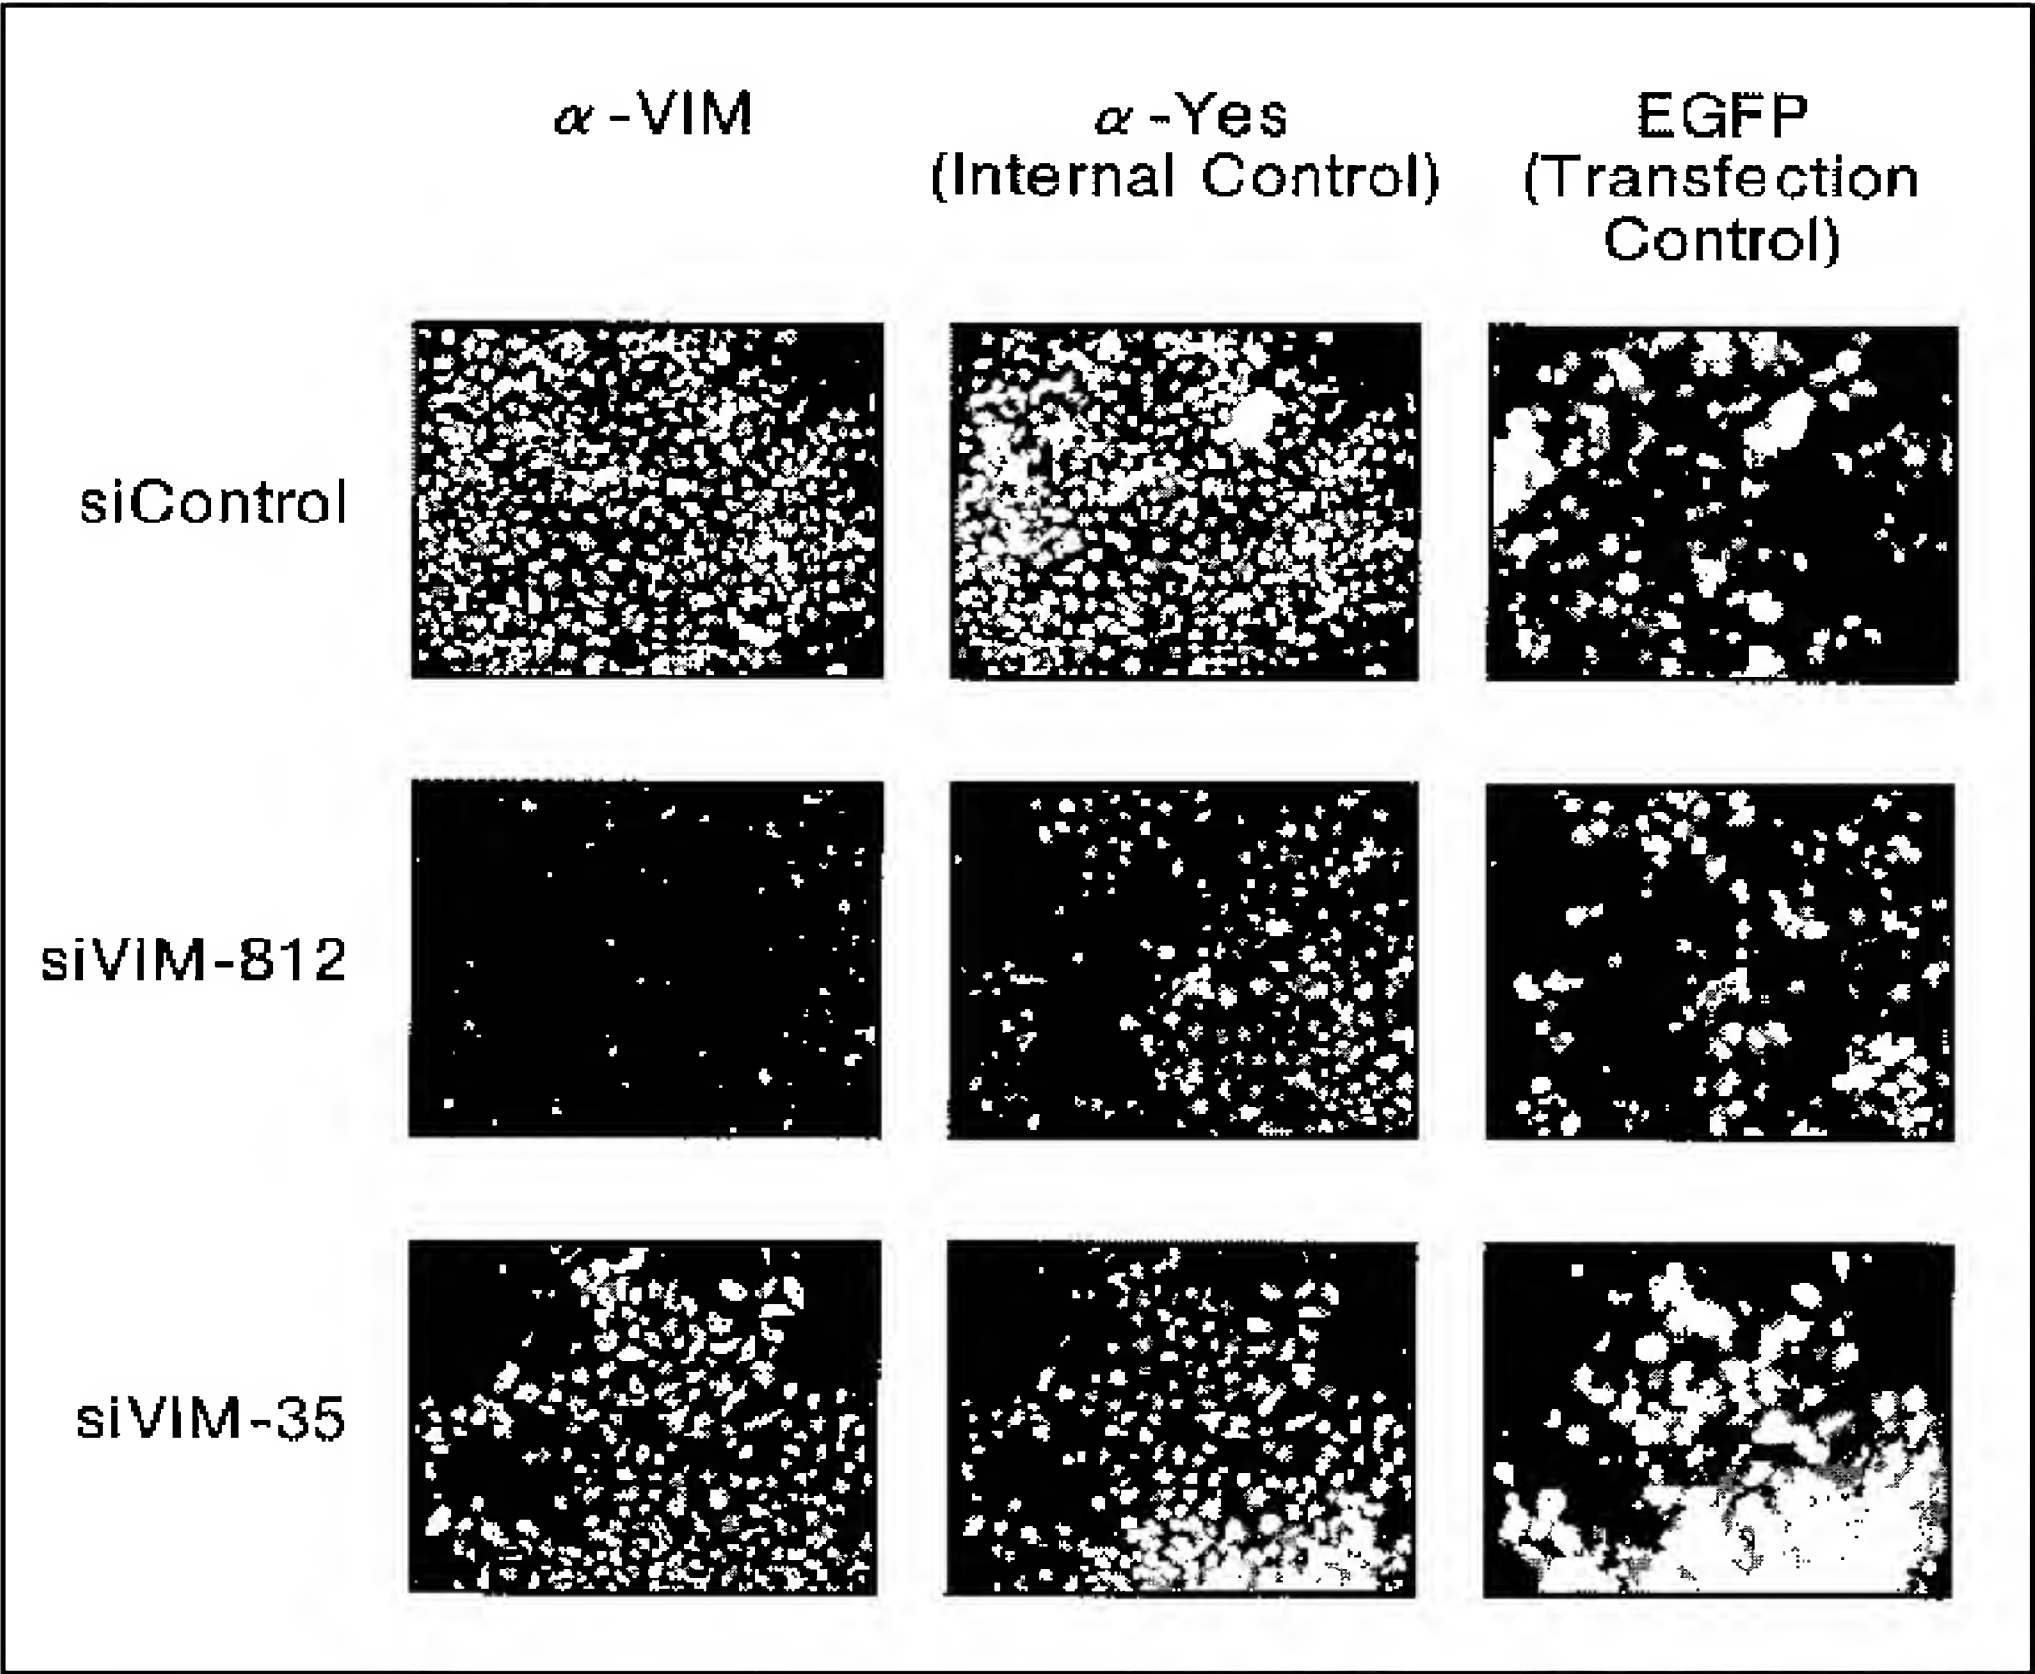 α-VIM
α-Yes
(Internal Control)
EGFP
(Transfection
Control)
siControl
siVIM-812
siVIM-35